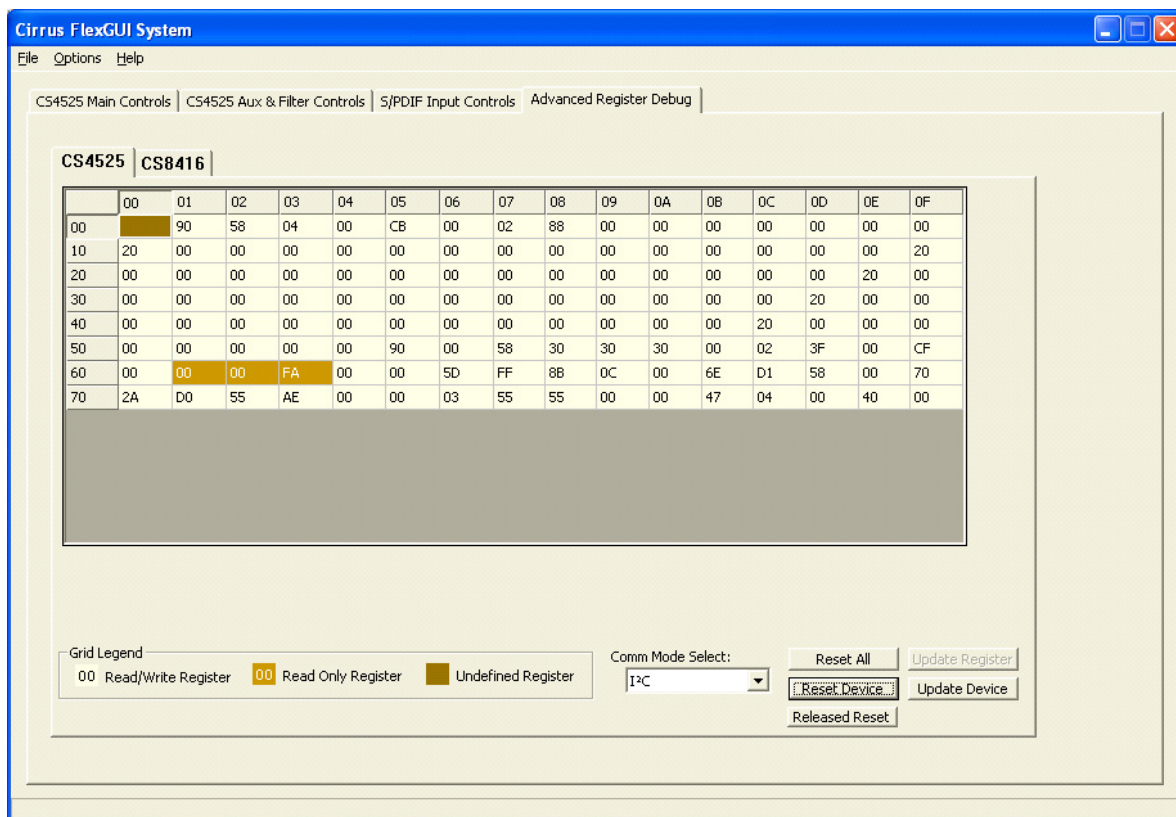 Cirrus FlexGUI System
File Options Help
CS4525 Main Controls CS4525 Aux & Filter Controls S/PDIF Input Controls Advanced Register Debug
CS4525 CS8416
00 01 02 03 04 05 06 07 08 09 0A 0B 0C 0D 0E 0F
00 90 58 04 00 CB 00 02 88 00 00 00 00 00 00 00
10 20 00 00 00 00 00 00 00 00 00 00 00 00 00 00 20
20 00 00 00 00 00 00 00 00 00 00 00 00 00 00 20 00
30 00 00 00 00 00 00 00 00 00 00 00 00 00 20 00 00
40 00 00 00 00 00 00 00 00 00 00 00 00 20 00 00 00
50 00 00 00 00 00 90 00 58 30 30 30 00 02 3F 00 CF
60 00 00 00 FA 00 00 5D FF 8B 0C 00 6E D1 58 00 70
70 2A D0 55 AE 00 00 03 55 55 00 00 47 04 00 40 00
Grid Legend
00 Read/Write Register 00 Read Only Register Undefined Register
Comm Mode Select:
I²C
Reset All Update Register
Reset Device Update Device
Released Reset